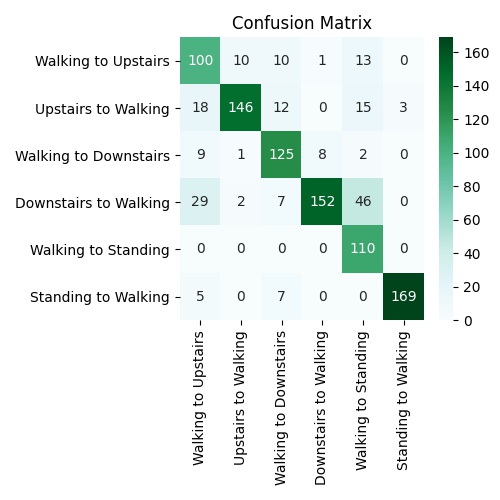 Confusion Matrix
Walking to Upstairs 100 10 10 1 13 0
Upstairs to Walking 18 146 12 0 15 3
Walking to Downstairs 9 1 125 8 2 0
Downstairs to Walking 29 2 7 152 46 0
Walking to Standing 0 0 0 0 110 0
Standing to Walking 5 0 7 0 0 169
Walking to Upstairs
Upstairs to Walking
Walking to Downstairs
Downstairs to Walking
Walking to Standing
Standing to Walking
160
140
120
100
80
60
40
20
0